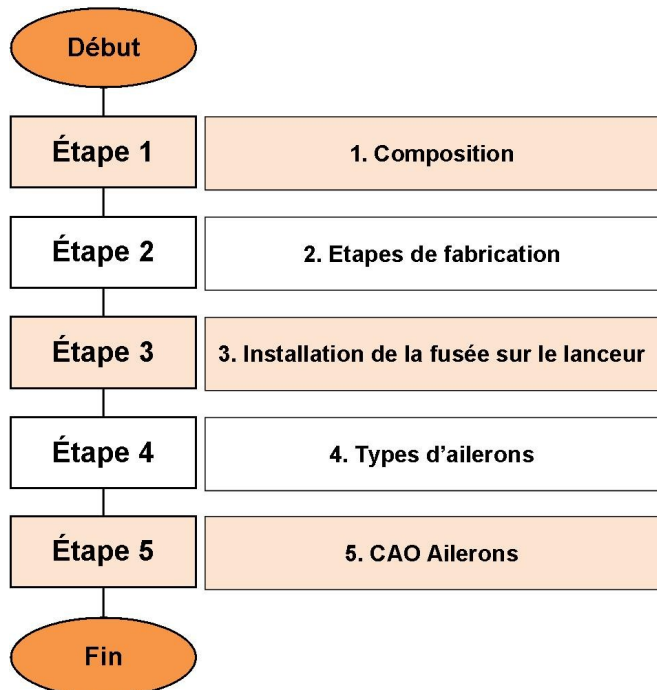 Début
Étape 1
1. Composition
Étape 2
2. Etapes de fabrication
Étape 3
3. Installation de la fusée sur le lanceur
Étape 4
4. Types d’ailerons
Étape 5
5. CAO Ailerons
Fin